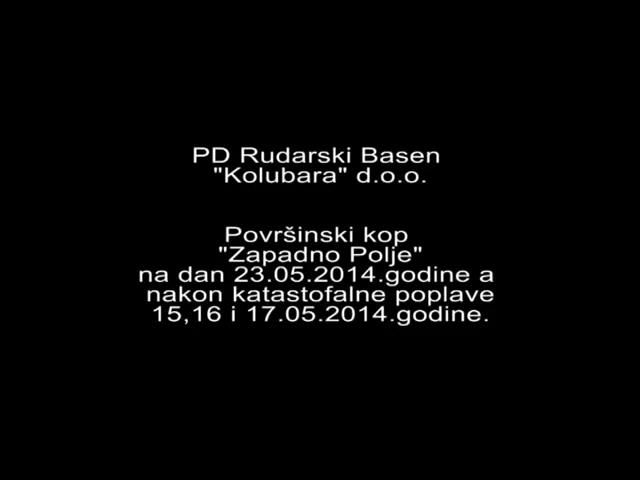 PD Rudarski Basen
"Kolubara" d.o.o.
Površinski kop
"Zapadno Polje"
na dan 23.05.2014.godine a
nakon katastofalne poplave
15,16 i 17.05.2014.godine.